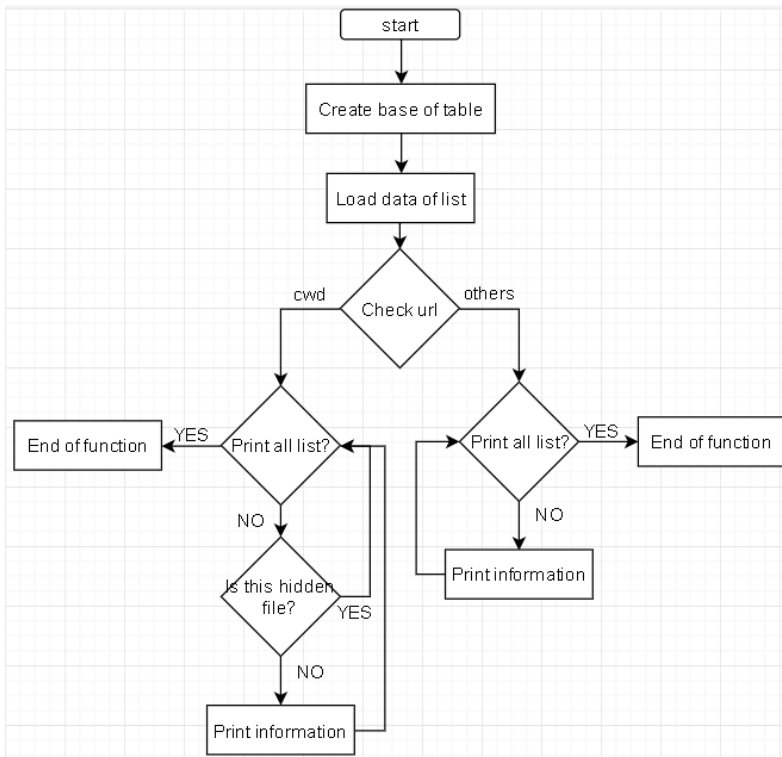 start
Create base of table
Load data of list
Check url
cwd
others
Print all list?
YES
End of function
NO
Is this hidden
file?
YES
NO
Print information
Print all list?
YES
End of function
NO
Print information